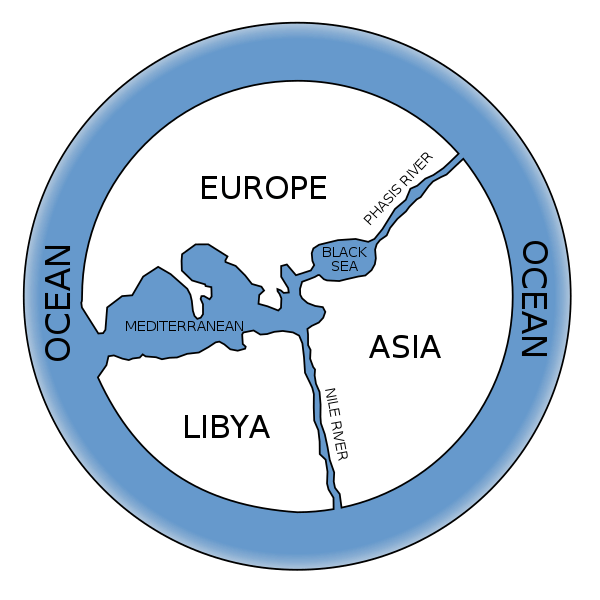 EUROPE
PHASIS RIVER
BLACK
SEA
OCEAN
OCEAN
MEDITERRANEAN
ASIA
LIBYA
NILE RIVER